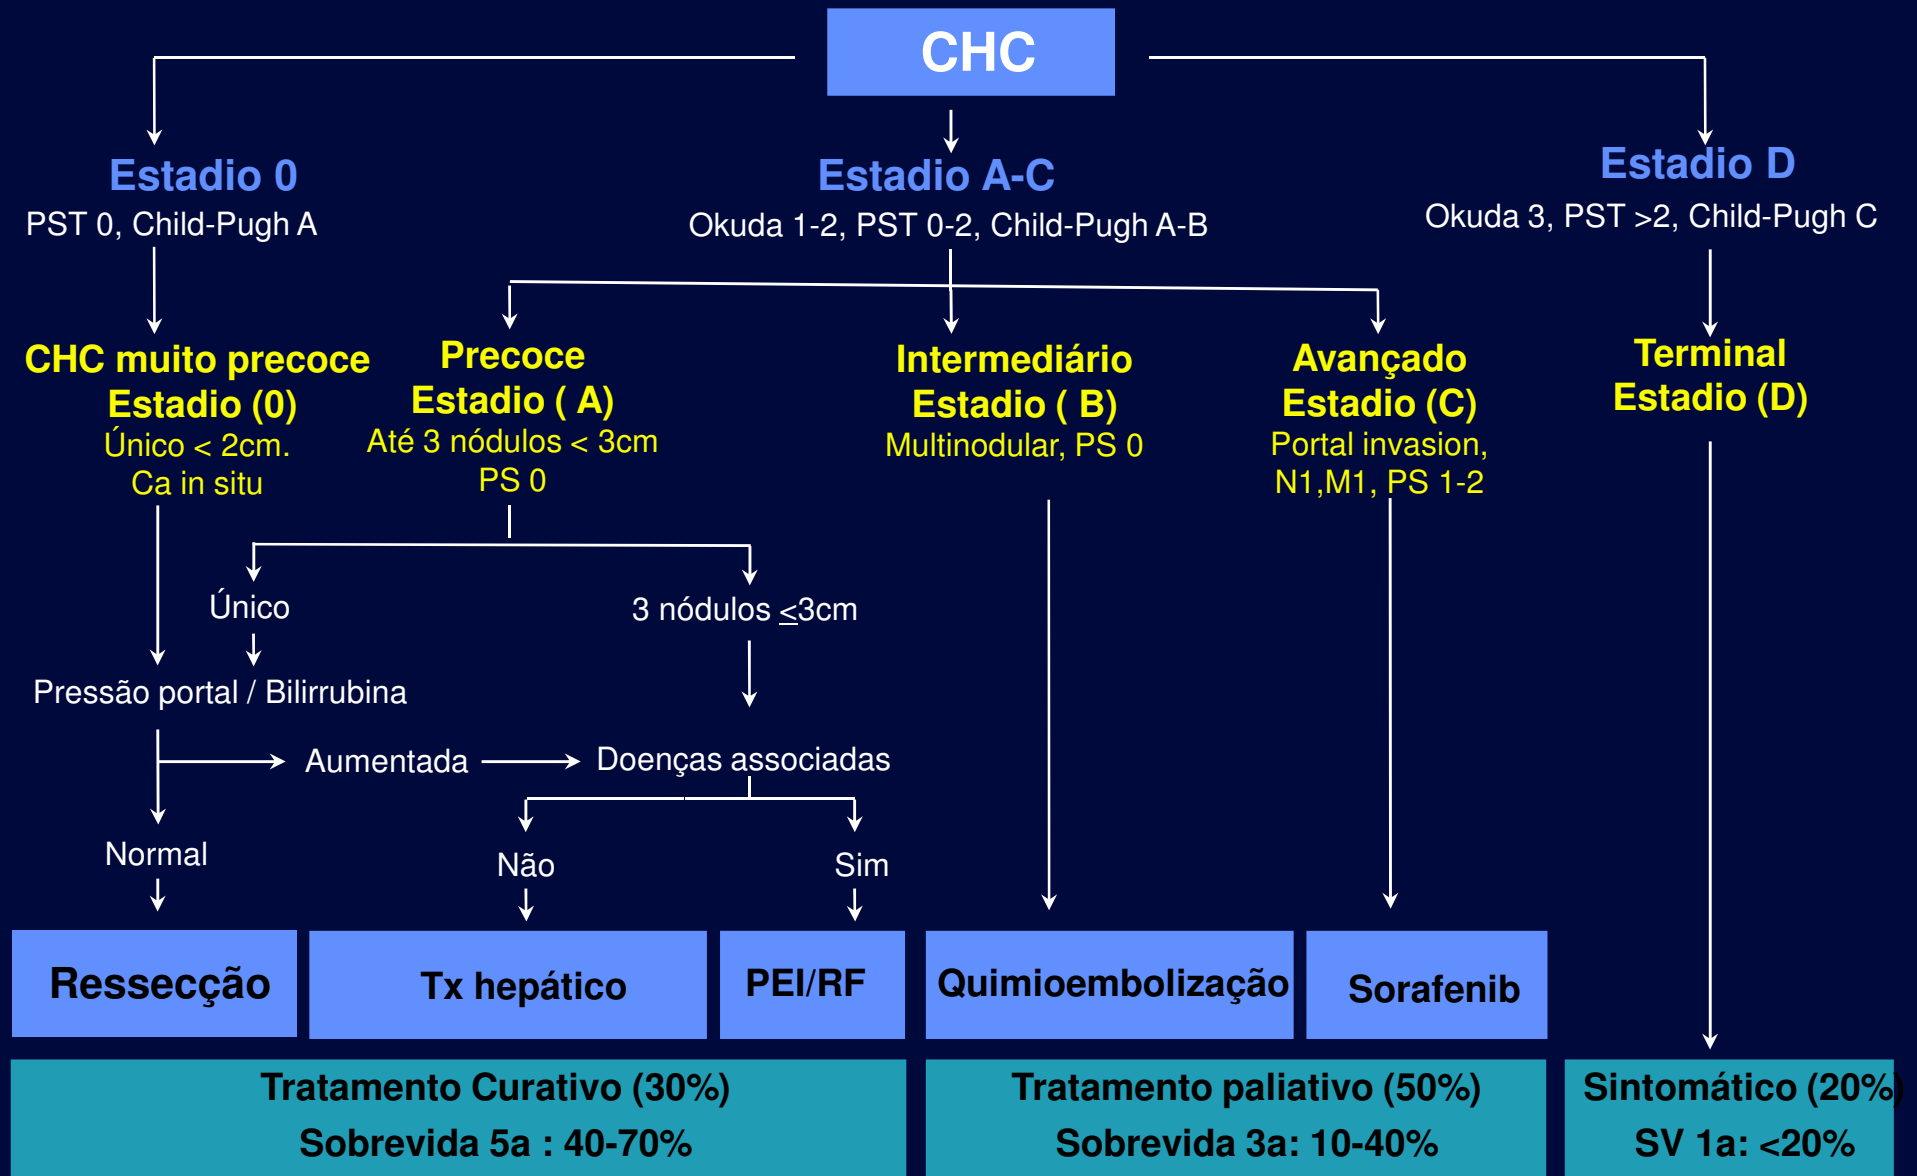 CHC
Estadio 0
PST 0, Child-Pugh A
Estadio A-C
Okuda 1-2, PST 0-2, Child-Pugh A-B
Estadio D
Okuda 3, PST >2, Child-Pugh C
CHC muito precoce
Estadio (0)
Único < 2cm.
Ca in situ
Precoce
Estadio ( A)
Até 3 nódulos < 3cm
PS 0
Intermediário
Estadio ( B)
Multinodular, PS 0
Avançado
Estadio (C)
Portal invasion,
N1,M1, PS 1-2
Terminal
Estadio (D)
Único
3 nódulos <3cm
Pressão portal / Bilirrubina
Aumentada
Doenças associadas
Normal
Não
Sim
Ressecção
Tx hepático
PEI/RF
Quimioembolização
Sorafenib
Tratamento Curativo (30%)
Sobrevida 5a : 40-70%
Tratamento paliativo (50%)
Sobrevida 3a: 10-40%
Sintomático (20%)
SV 1a: <20%